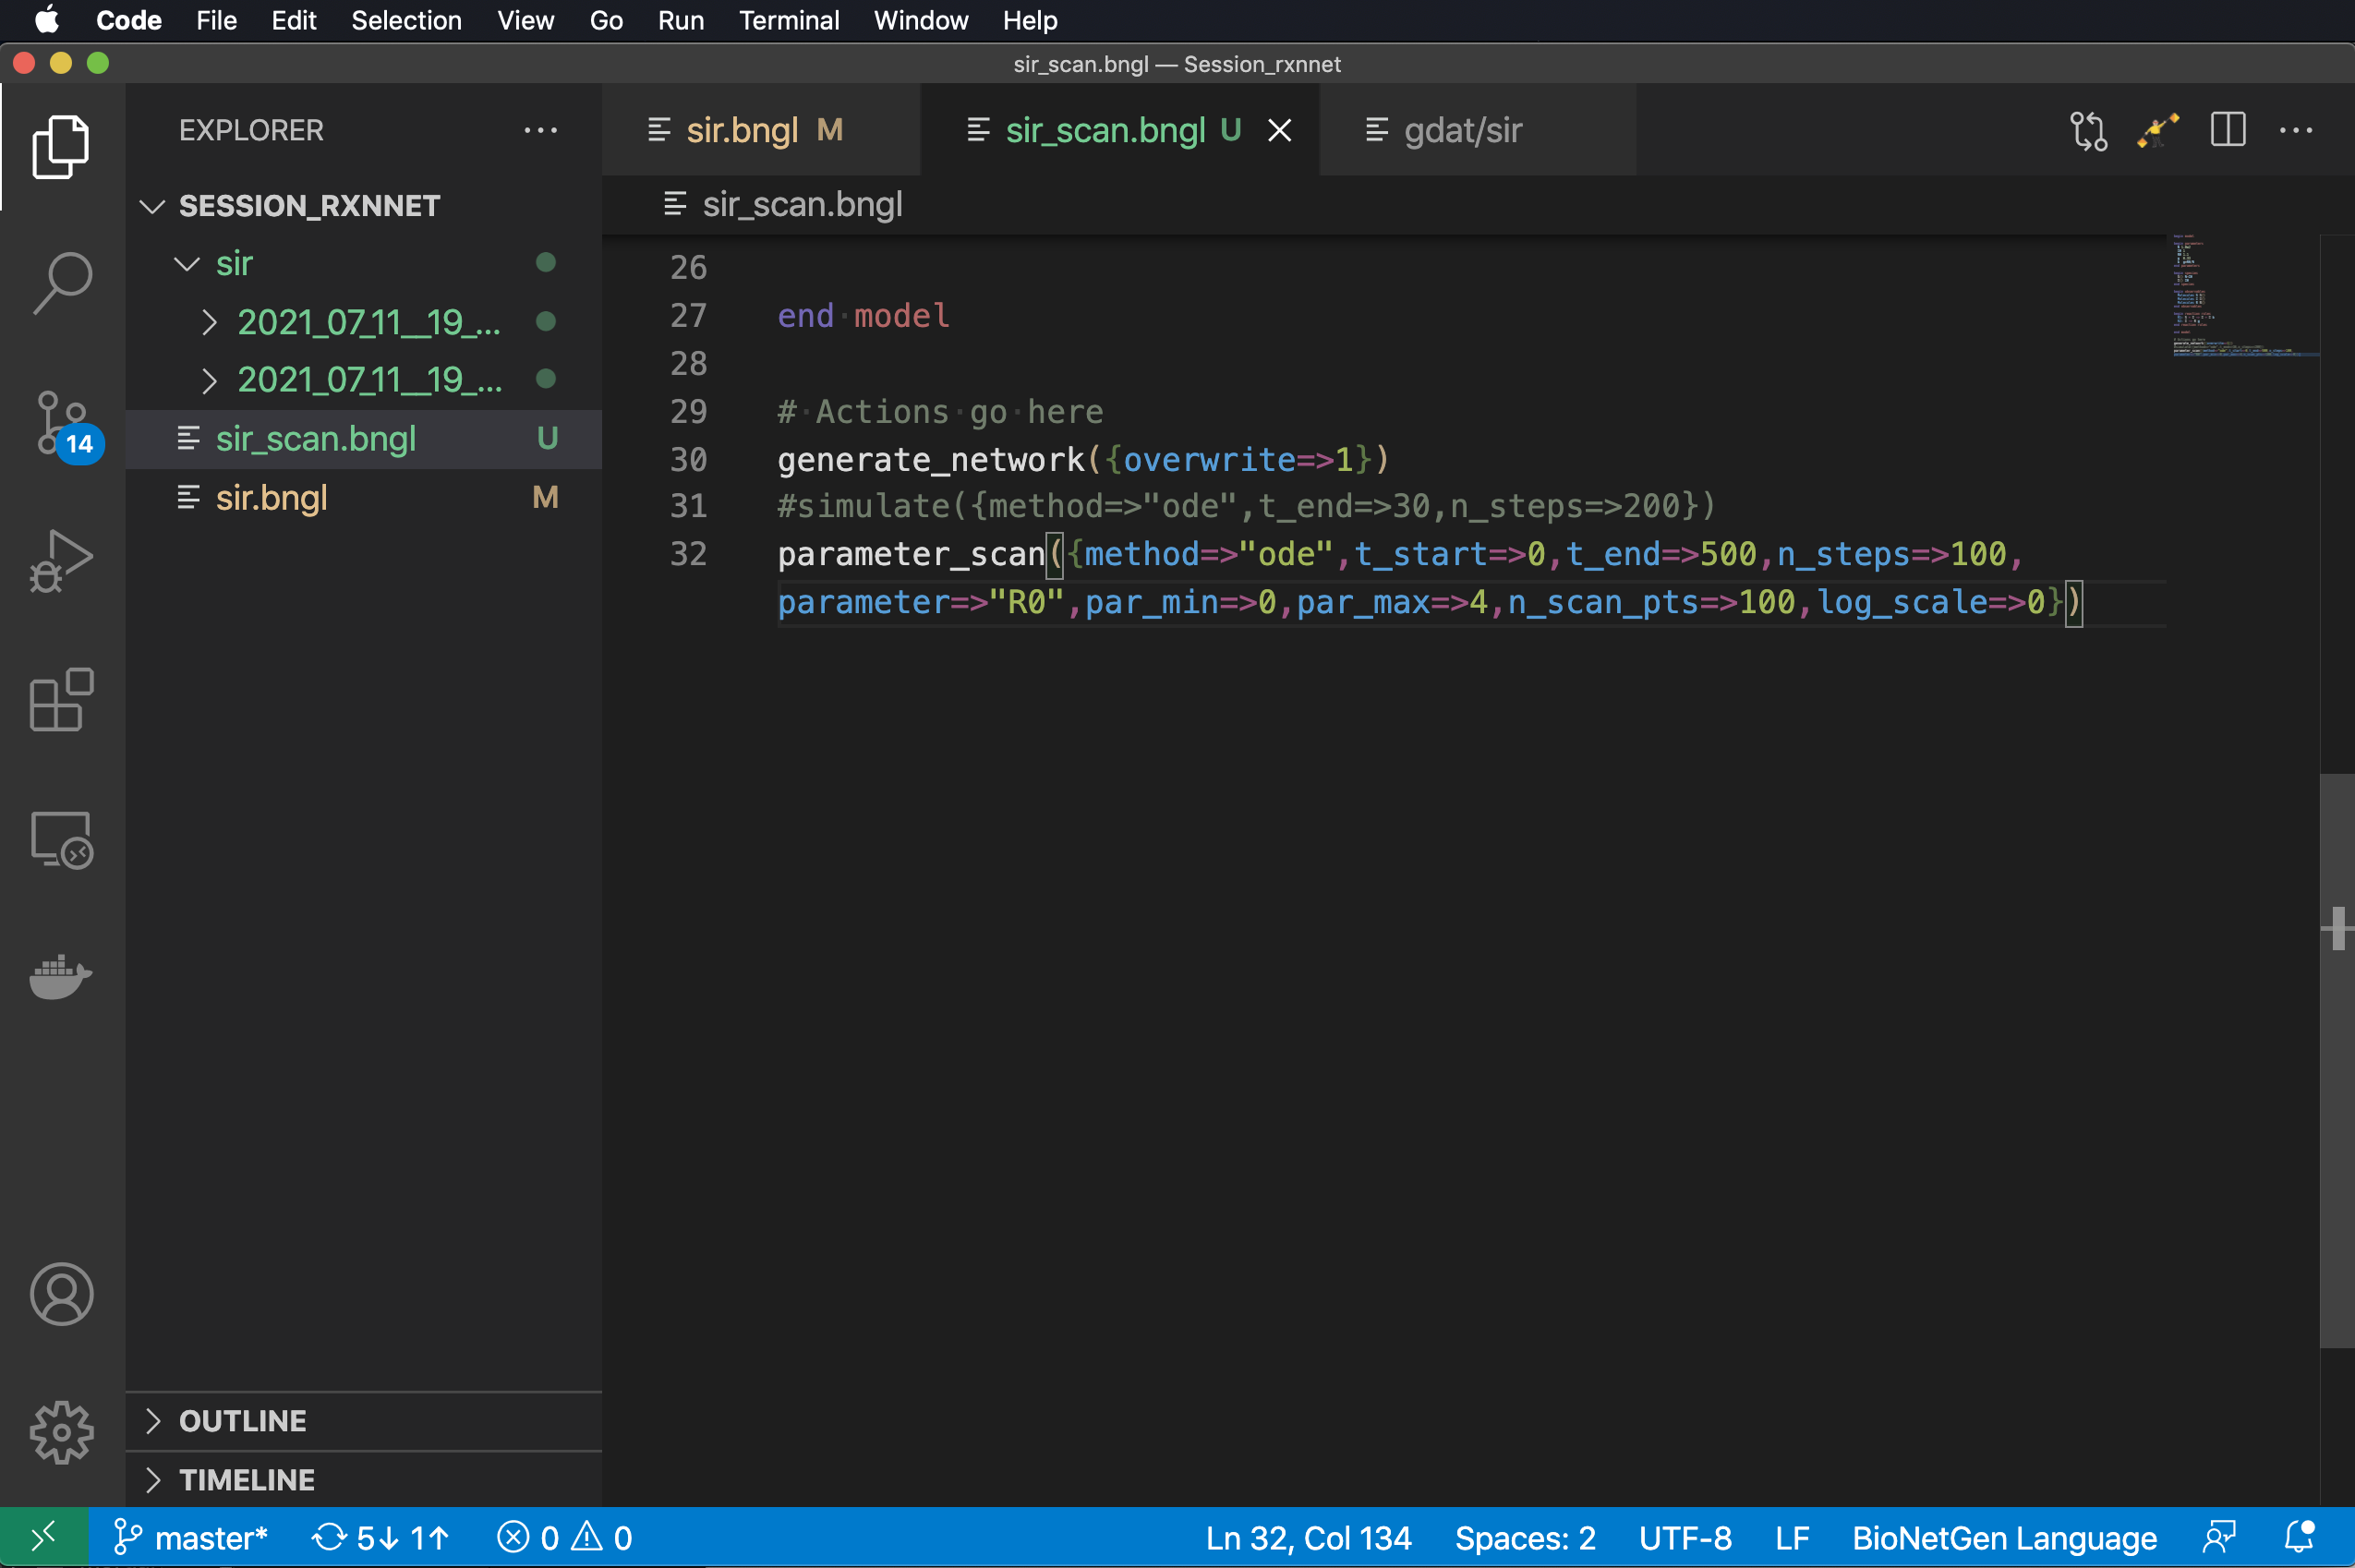 Code File Edit Selection View Go Run Terminal Window Help
sir_scan.bngl — Session_rxnnet
EXPLORER
SESSION_RXNNET
sir
2021_07_11__19_...
2021_07_11__19_...
sir_scan.bngl U
sir.bngl M
14
OUTLINE
TIMELINE
sir.bngl M
sir_scan.bngl U
gdat/sir
sir_scan.bngl
26
27 end model
28
29 # Actions go here
30 generate_network({overwrite=>1})
31 #simulate({method=>"ode",t_end=>30,n_steps=>200})
32 parameter_scan({method=>"ode",t_start=>0,t_end=>500,n_steps=>100,
parameter=>"R0",par_min=>0,par_max=>4,n_scan_pts=>100,log_scale=>0})
master* 5↓ 1↑ 0 0 Ln 32, Col 134 Spaces: 2 UTF-8 LF BioNetGen Language